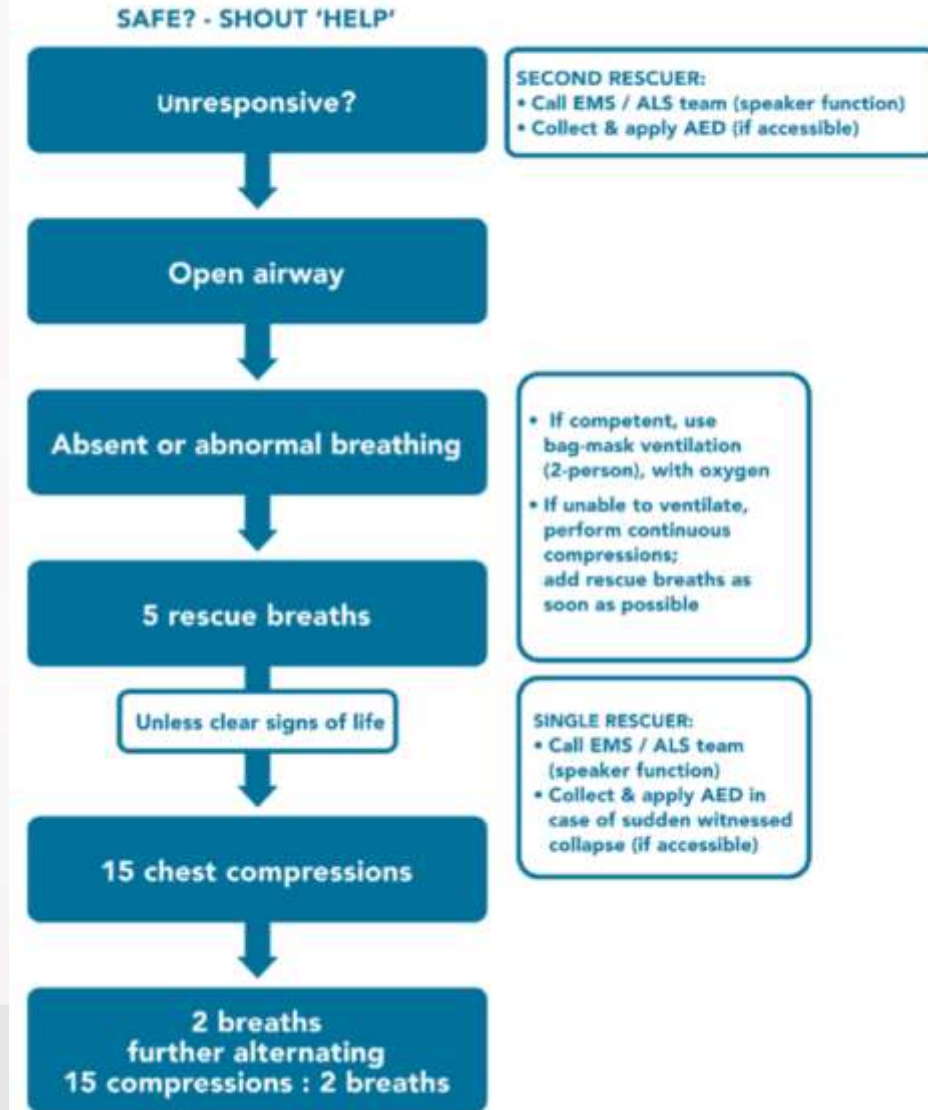 SAFE? - SHOUT 'HELP'
Unresponsive?
SECOND RESCUER:
• Call EMS / ALS team (speaker function)
• Collect & apply AED (if accessible)
Open airway
Absent or abnormal breathing
• If competent, use
bag-mask ventilation
(2-person), with oxygen
• If unable to ventilate,
perform continuous
compressions;
add rescue breaths as
soon as possible
5 rescue breaths
Unless clear signs of life
SINGLE RESCUER:
• Call EMS / ALS team
(speaker function)
• Collect & apply AED in
case of sudden witnessed
collapse (if accessible)
15 chest compressions
2 breaths
further alternating
15 compressions : 2 breaths